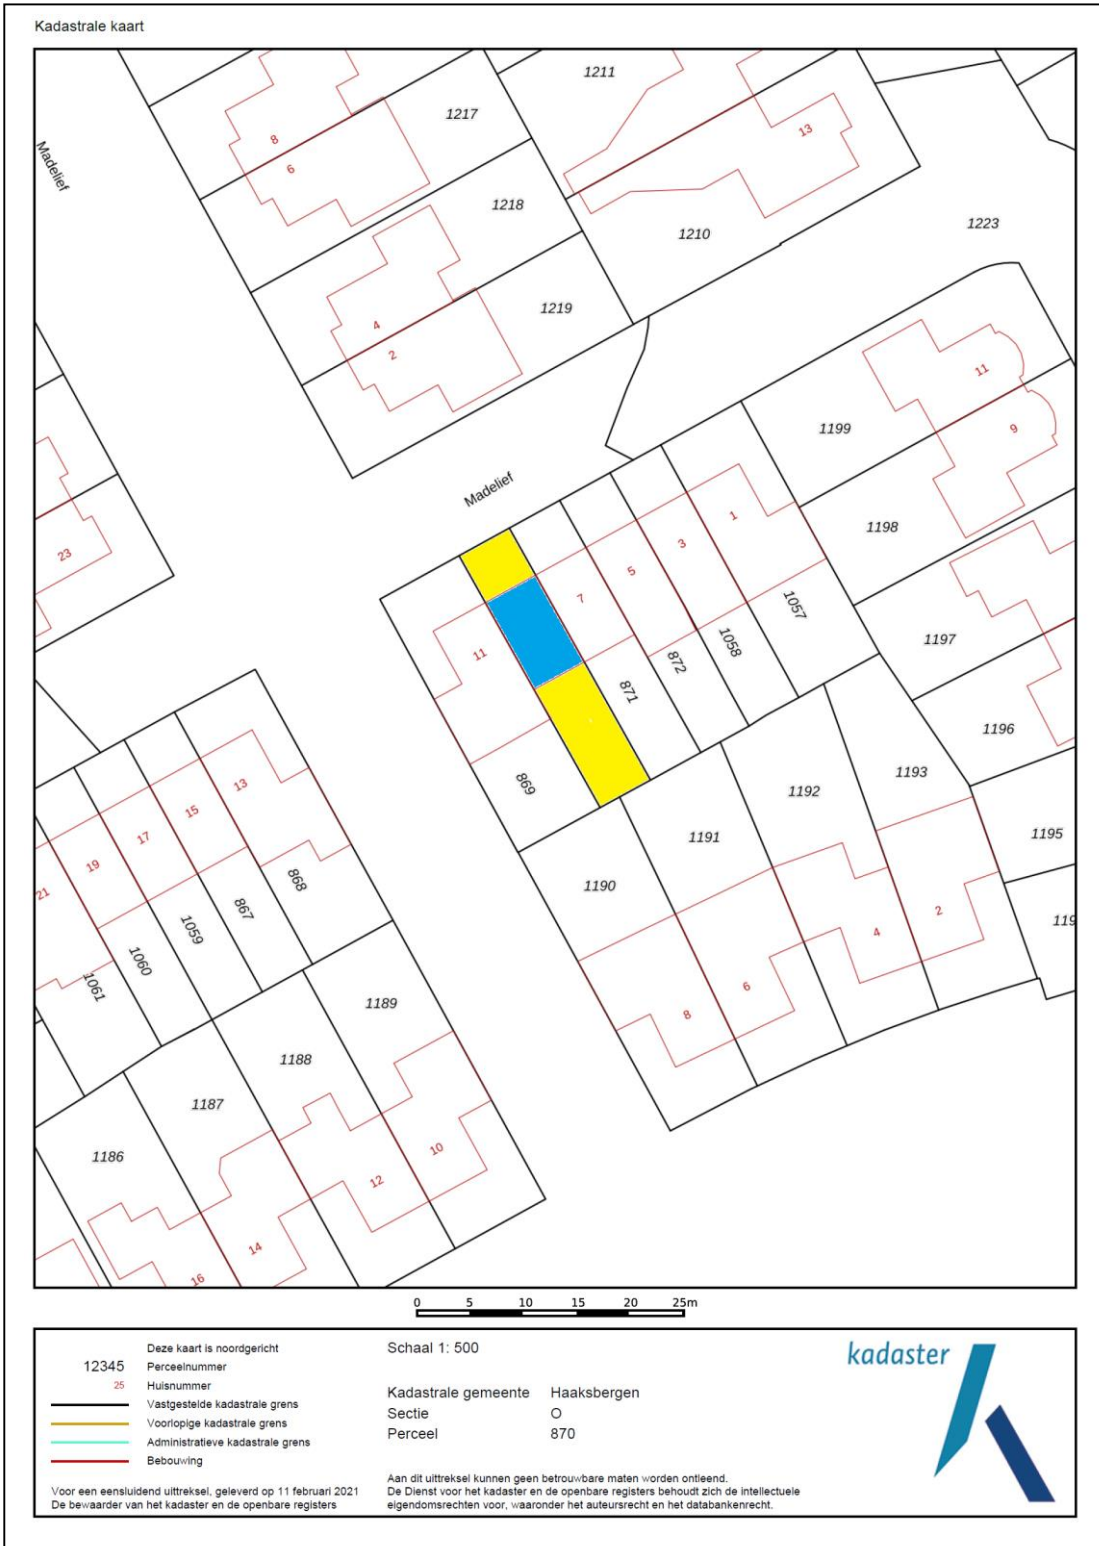 Kadastrale kaart
Madelief
8
6
1217
1211
13
1218
1210
1223
4
2
1219
11
1199
9
1198
Madelief
23
1
3
5
7
1057
1058
872
871
11
869
1197
1196
1193
1192
1191
1190
1195
119
13
15
17
19
21
868
867
1059
1060
1061
2
4
6
8
1189
1188
1187
1186
10
12
14
16
0 5 10 15 20 25m
Deze kaart is noordgericht
12345 Perceelnummer
25 Huisnummer
Vastgestelde kadastrale grens
Voorlopige kadastrale grens
Administratieve kadastrale grens
Bebouwing
Voor een eensluidend uittreksel, geleverd op 11 februari 2021
De bewaarder van het kadaster en de openbare registers
Schaal 1: 500
Kadastrale gemeente Haaksbergen
Sectie O
Perceel 870
Aan dit uittreksel kunnen geen betrouwbare maten worden ontleend.
De Dienst voor het kadaster en de openbare registers behoudt zich de intellectuele
eigendomsrechten voor, waaronder het auteursrecht en het databankenrecht.
kadaster